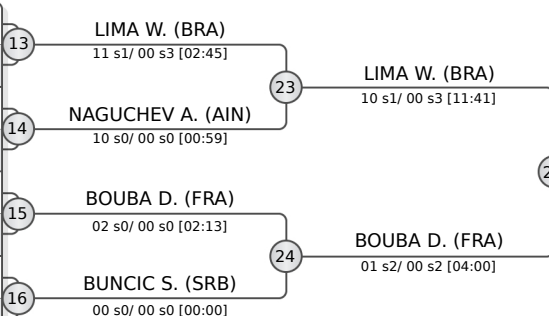 13
LIMA W. (BRA)
11 s1/ 00 s3 [02:45]
23
LIMA W. (BRA)
10 s1/ 00 s3 [11:41]
14
NAGUCHEV A. (AIN)
10 s0/ 00 s0 [00:59]
15
BOUBA D. (FRA)
02 s0/ 00 s0 [02:13]
24
BOUBA D. (FRA)
01 s2/ 00 s2 [04:00]
16
BUNCIC S. (SRB)
00 s0/ 00 s0 [00:00]